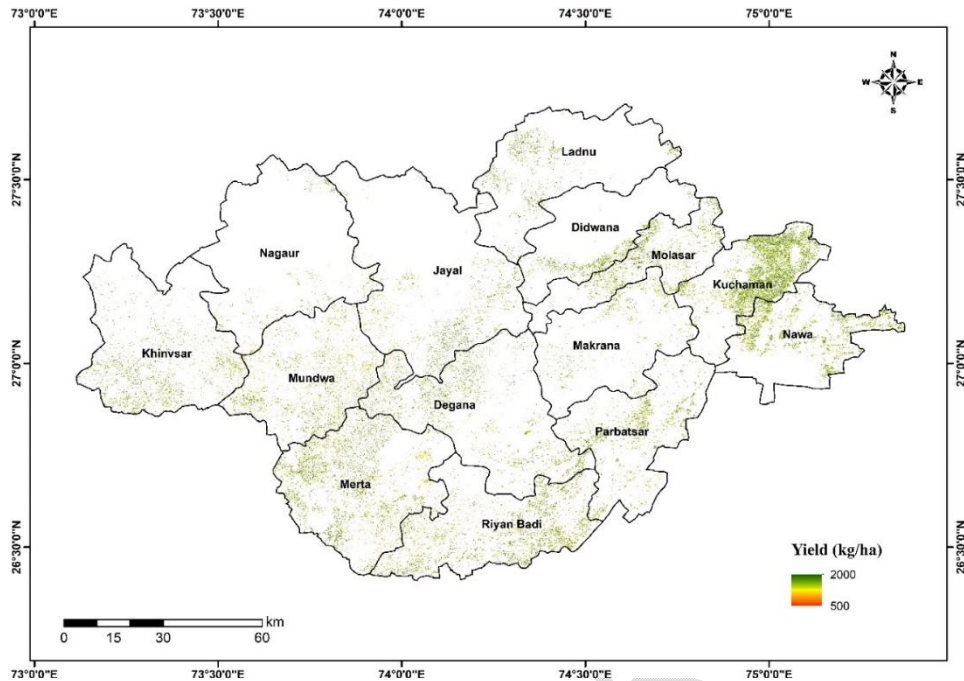 73°0'0"E 73°30'0"E 74°0'0"E 74°30'0"E 75°0'0"E
N
W E
S
27°30'0"N 27°30'0"N
27°0'0"N 27°0'0"N
26°30'0"N 26°30'0"N
Ladnu
Didwana
Nagaur
Molasar
Jayal
Kuchaman
Nawa
Makrana
Khinvsar
Mundwa
Degana
Parbatsar
Merta
Riyan Badi
Yield (kg/ha)
2000
500
km
0 15 30 60
73°0'0"E 73°30'0"E 74°0'0"E 74°30'0"E 75°0'0"E